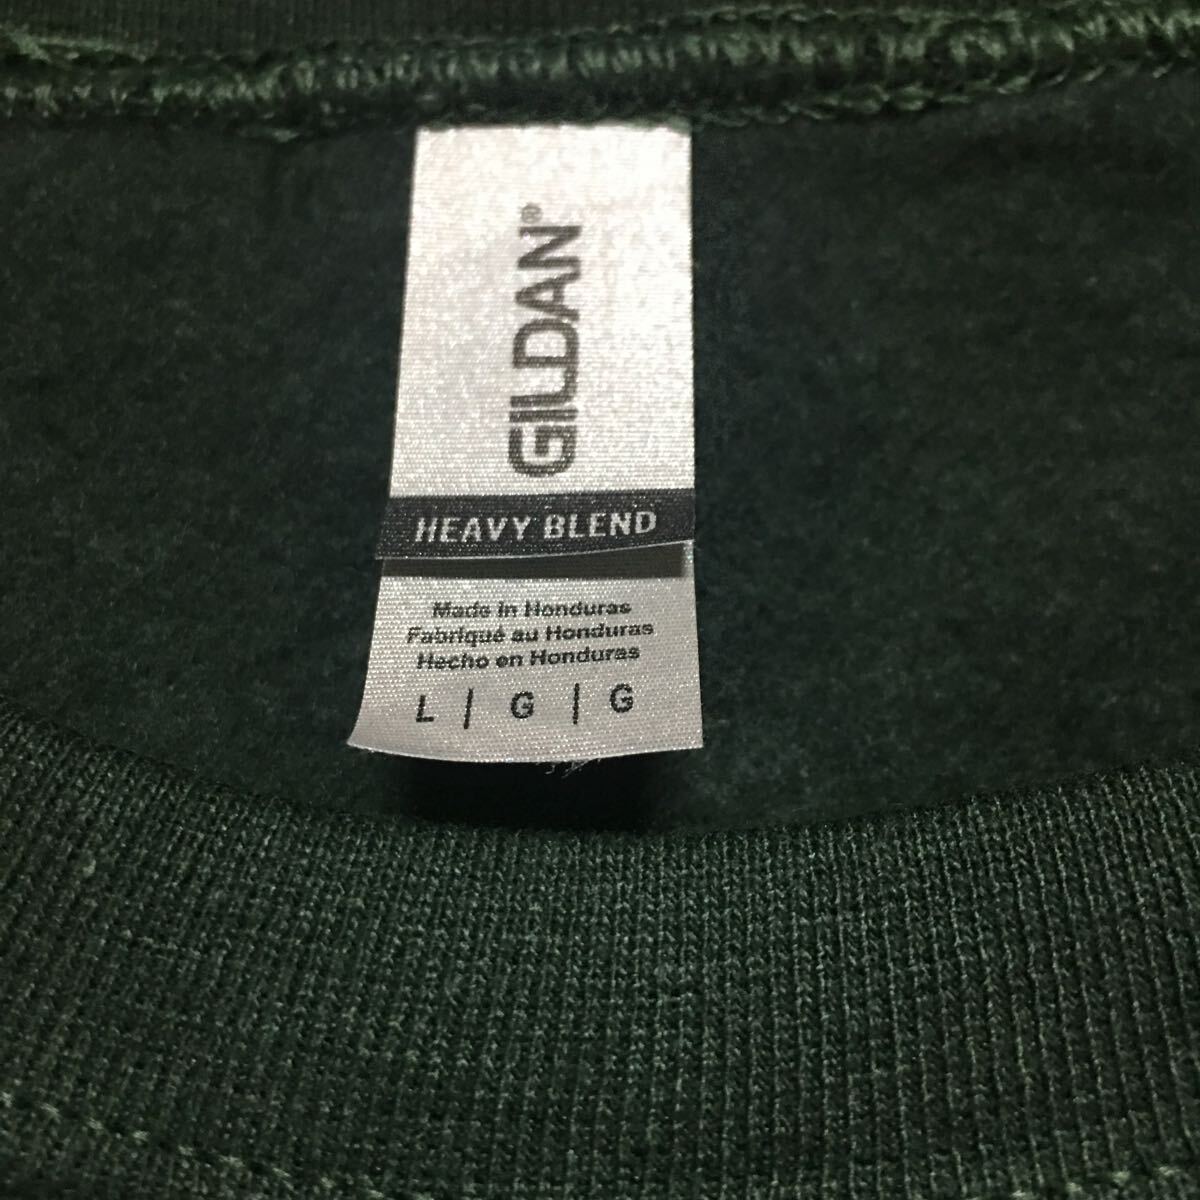 GILDAN®
HEAVY BLEND
Made in Honduras
Fabriqué au Honduras
Hecho en Honduras
L | G | G